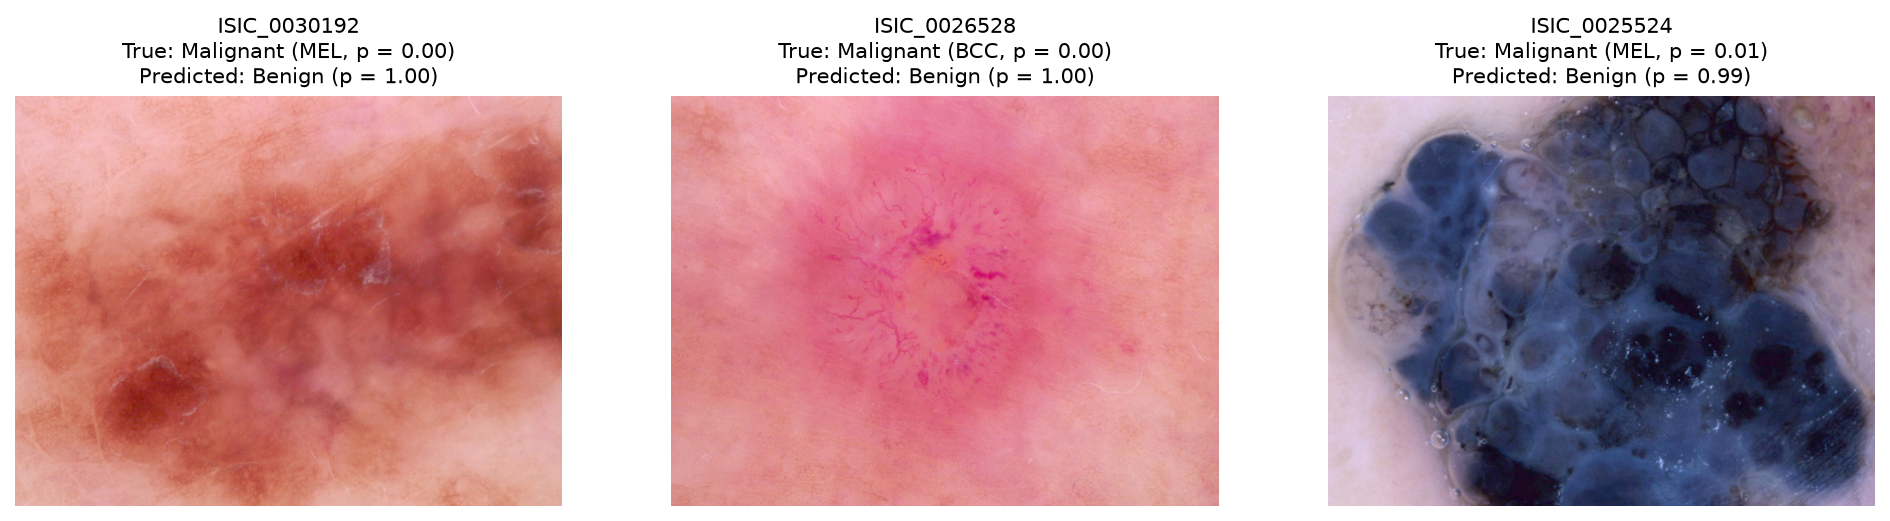 ISIC_0030192
True: Malignant (MEL, p = 0.00)
Predicted: Benign (p = 1.00)
ISIC_0026528
True: Malignant (BCC, p = 0.00)
Predicted: Benign (p = 1.00)
ISIC_0025524
True: Malignant (MEL, p = 0.01)
Predicted: Benign (p = 0.99)